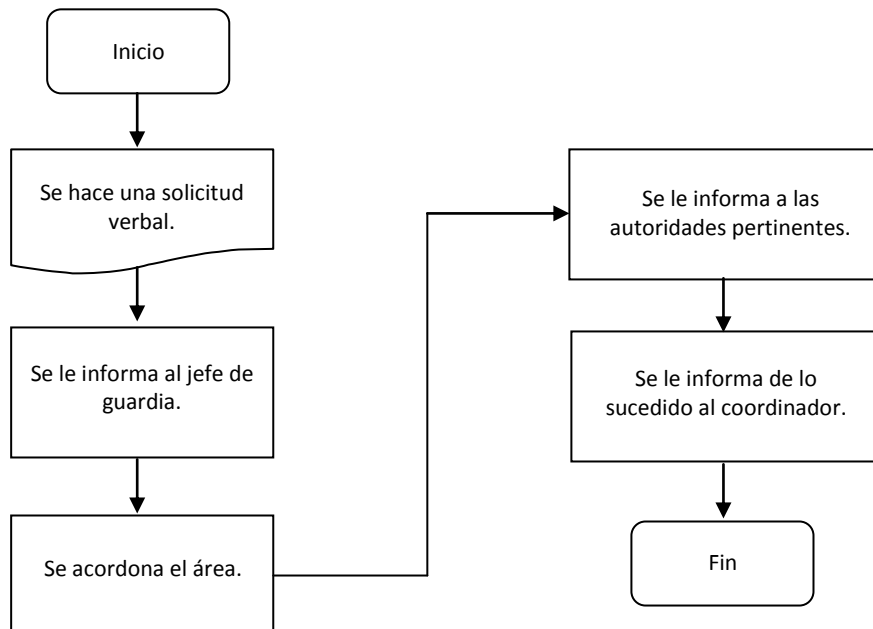 Inicio
Se hace una solicitud
verbal.
Se le informa al jefe de
guardia.
Se acordona el área.
Se le informa a las
autoridades pertinentes.
Se le informa de lo
sucedido al coordinador.
Fin